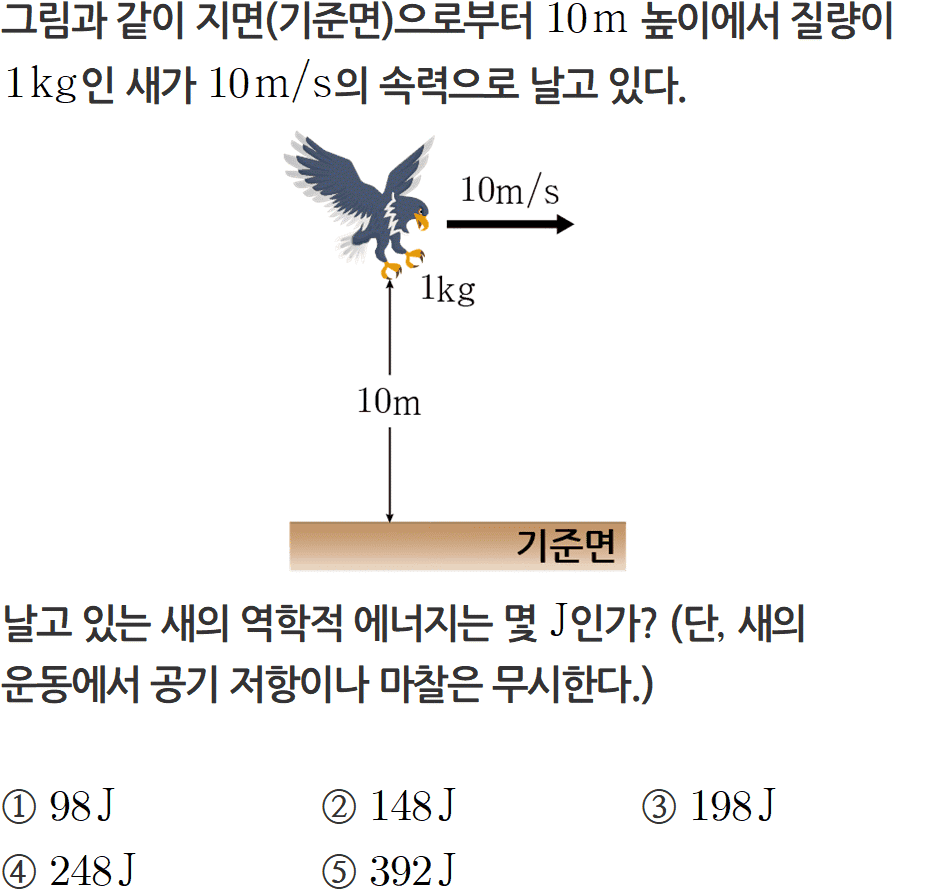 그림과 같이 지면(기준면)으로부터 10m 높이에서 질량이
1kg인 새가 10m/s의 속력으로 날고 있다.
10m/s
1kg
10m
기준면
날고 있는 새의 역학적 에너지는 몇 J인가? (단, 새의
운동에서 공기 저항이나 마찰은 무시한다.)
① 98J ② 148J ③ 198J
④ 248J ⑤ 392J